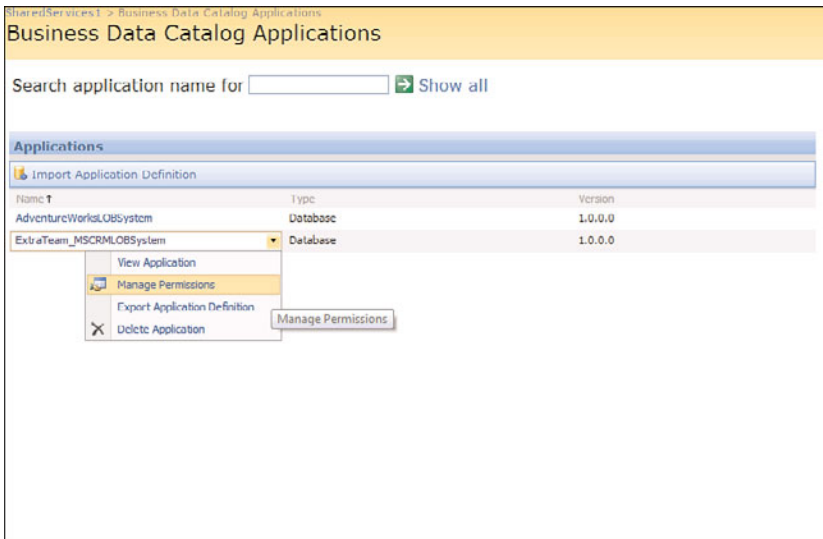 SharedServices1 > Business Data Catalog Applications
Business Data Catalog Applications
Search application name for Show all
Applications
Import Application Definition
Name Type Version
AdventureWorksLOBSystem Database 1.0.0.0
ExtraTeam_MSCRMLOBSystem Database 1.0.0.0
View Application
Manage Permissions
Export Application Definition
Manage Permissions
Delete Application